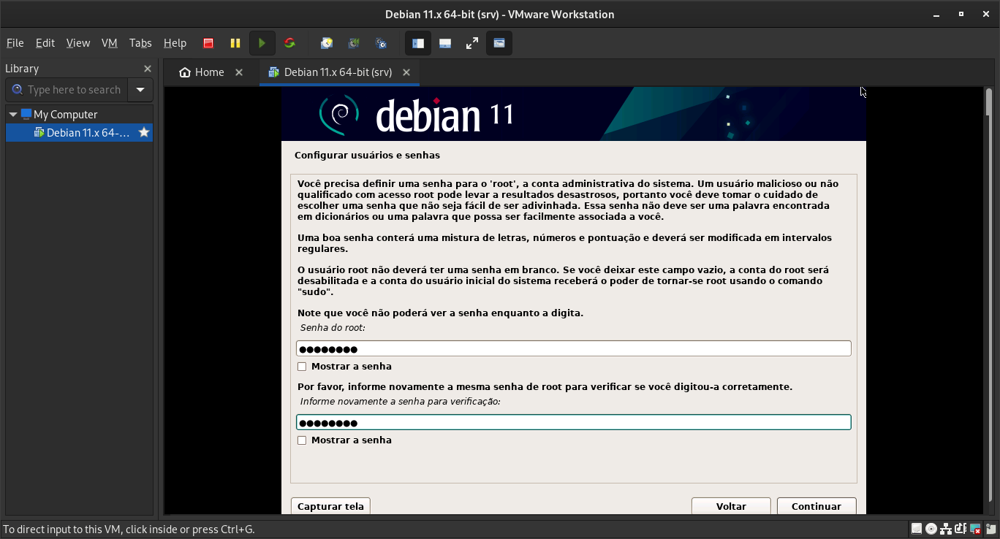 Debian 11.x 64-bit (srv) - VMware Workstation
File Edit View VM Tabs Help
Library
Home
Debian 11.x 64-bit (srv)
Type here to search
My Computer
Debian 11.x 64-...
debian 11
Configurar usuários e senhas
Você precisa definir uma senha para o 'root', a conta administrativa do sistema. Um usuário malicioso ou não
qualificado com acesso root pode levar a resultados desastrosos, portanto você deve tomar o cuidado de
escolher uma senha que não seja fácil de ser adivinhada. Essa senha não deve ser uma palavra encontrada
em dicionários ou uma palavra que possa ser facilmente associada a você.
Uma boa senha conterá uma mistura de letras, números e pontuação e deverá ser modificada em intervalos
regulares.
O usuário root não deverá ter uma senha em branco. Se você deixar este campo vazio, a conta do root será
desabilitada e a conta do usuário inicial do sistema receberá o poder de tornar-se root usando o comando
"sudo".
Note que você não poderá ver a senha enquanto a digita.
Senha do root:
●●●●●●●●
Mostrar a senha
Por favor, informe novamente a mesma senha de root para verificar se você digitou-a corretamente.
Informe novamente a senha para verificação:
●●●●●●●●
Mostrar a senha
Capturar tela
Voltar
Continuar
To direct input to this VM, click inside or press Ctrl+G.